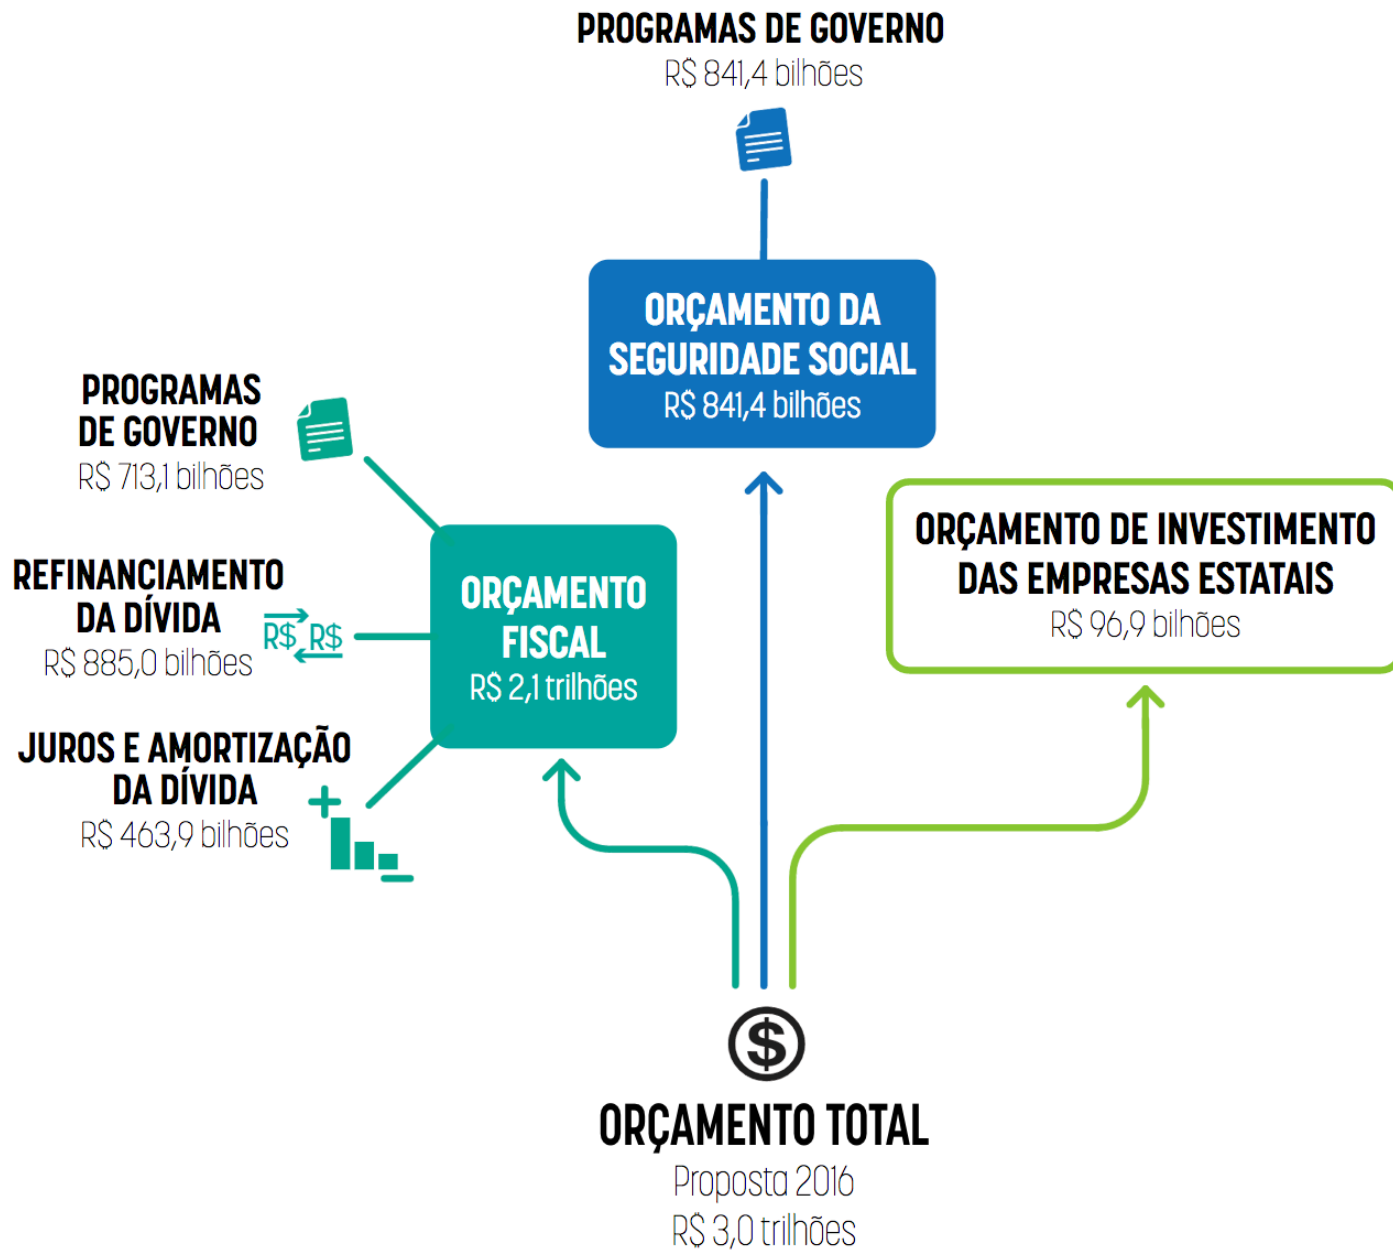 PROGRAMAS DE GOVERNO
R$ 841,4 bilhões
ORÇAMENTO DA
SEGURIDADE SOCIAL
R$ 841,4 bilhões
PROGRAMAS
DE GOVERNO
R$ 713,1 bilhões
REFINANCIAMENTO
DA DÍVIDA
R$ 885,0 bilhões
R$ R$
JUROS E AMORTIZAÇÃO
DA DÍVIDA
R$ 463,9 bilhões
ORÇAMENTO
FISCAL
R$ 2,1 trilhões
ORÇAMENTO DE INVESTIMENTO
DAS EMPRESAS ESTATAIS
R$ 96,9 bilhões
$
ORÇAMENTO TOTAL
Proposta 2016
R$ 3,0 trilhões